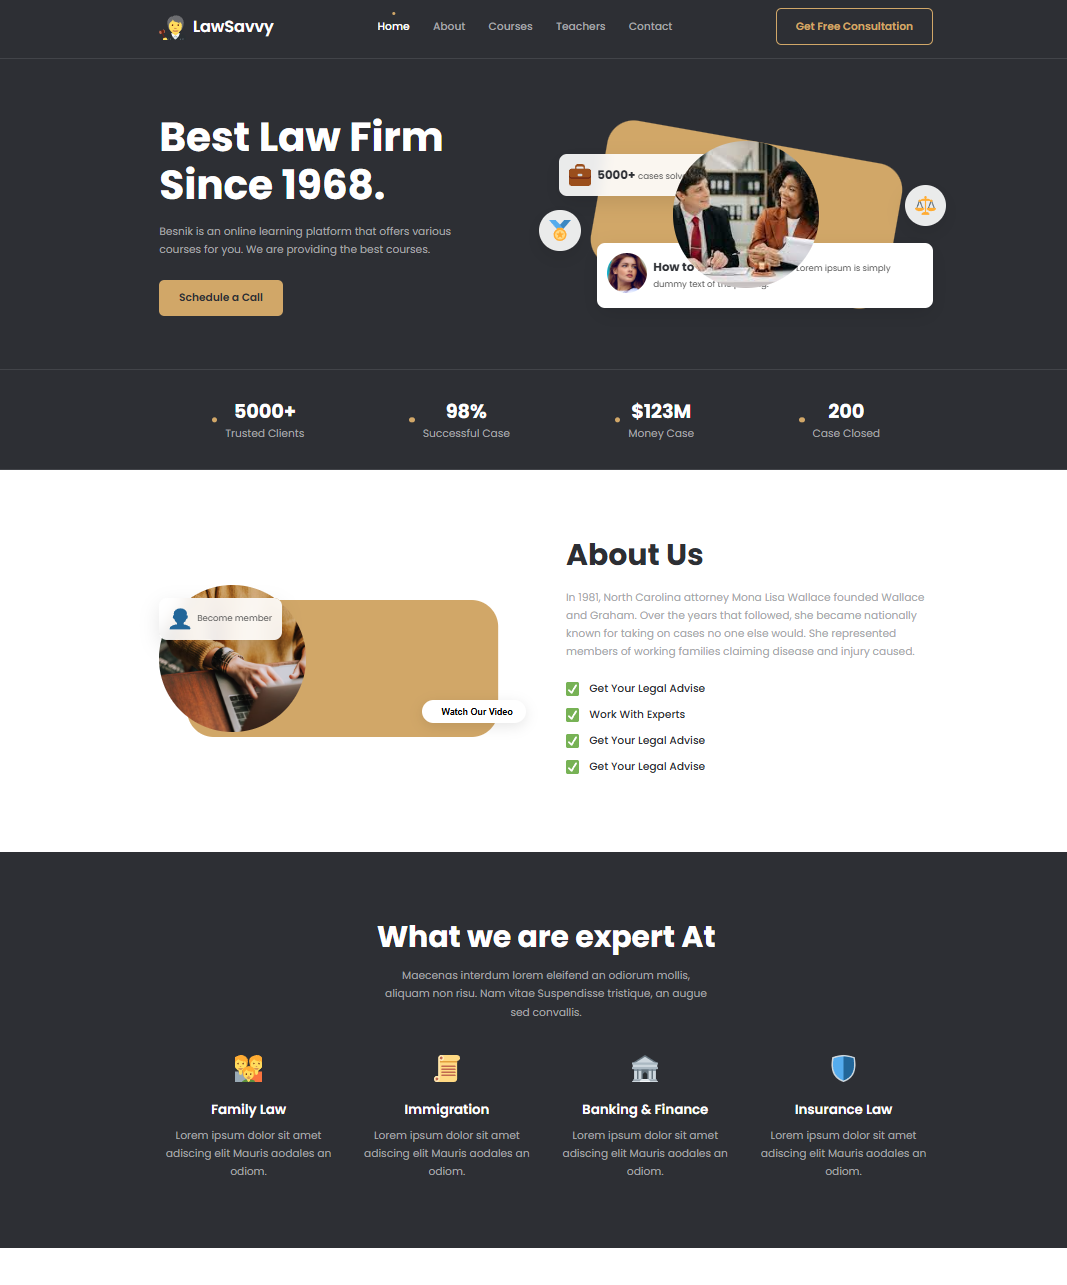 LawSavvy
Home About Courses Teachers Contact
Get Free Consultation
Best Law Firm
Since 1968.
Besnik is an online learning platform that offers various
courses for you. We are providing the best courses.
Schedule a Call
5000+ cases
How to
Lorem ipsum is simply
dummy text of
5000+
Trusted Clients
98%
Successful Case
$123M
Money Case
200
Case Closed
Become member
Watch Our Video
About Us
In 1981, North Carolina attorney Mona Lisa Wallace founded Wallace
and Graham. Over the years that followed, she became nationally
known for taking on cases no one else would. She represented
members of working families claiming disease and injury caused.
Get Your Legal Advise
Work With Experts
Get Your Legal Advise
Get Your Legal Advise
What we are expert At
Maecenas interdum lorem eleifend an odiorum mollis,
aliquam non risu. Nam vitae Suspendisse tristique, an augue
sed convallis.
Family Law
Lorem ipsum dolor sit amet
adiscing elit Mauris aodales an
odiom.
Immigration
Lorem ipsum dolor sit amet
adiscing elit Mauris aodales an
odiom.
Banking & Finance
Lorem ipsum dolor sit amet
adiscing elit Mauris aodales an
odiom.
Insurance Law
Lorem ipsum dolor sit amet
adiscing elit Mauris aodales an
odiom.